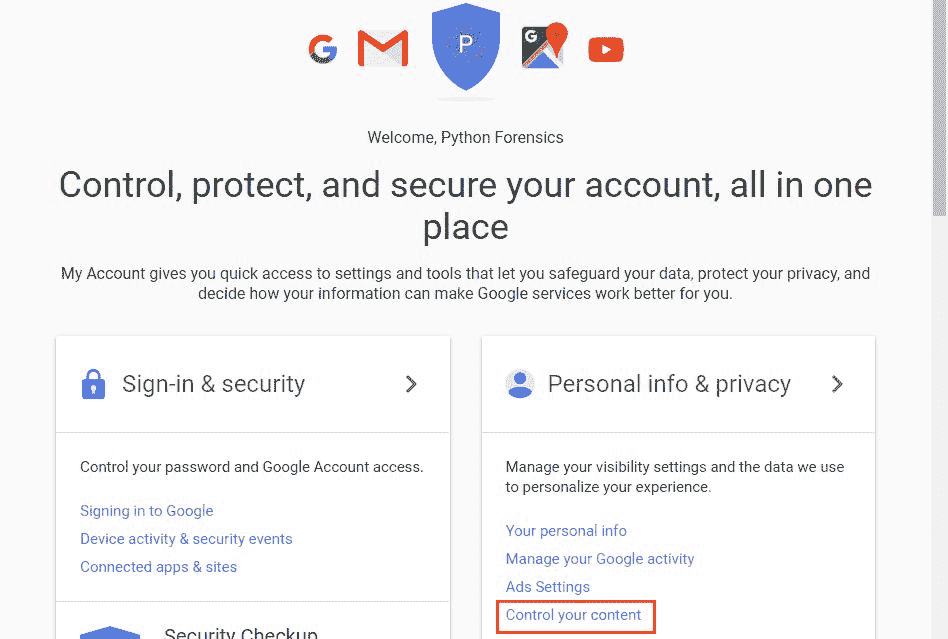 P
G
Welcome, Python Forensics
Control, protect, and secure your account, all in one
place
My Account gives you quick access to settings and tools that let you safeguard your data, protect your privacy, and
decide how your information can make Google services work better for you.
Sign-in & security
Control your password and Google Account access.
Signing in to Google
Device activity & security events
Connected apps & sites
Security Checkup
Personal info & privacy
Manage your visibility settings and the data we use
to personalize your experience.
Your personal info
Manage your Google activity
Ads Settings
Control your content